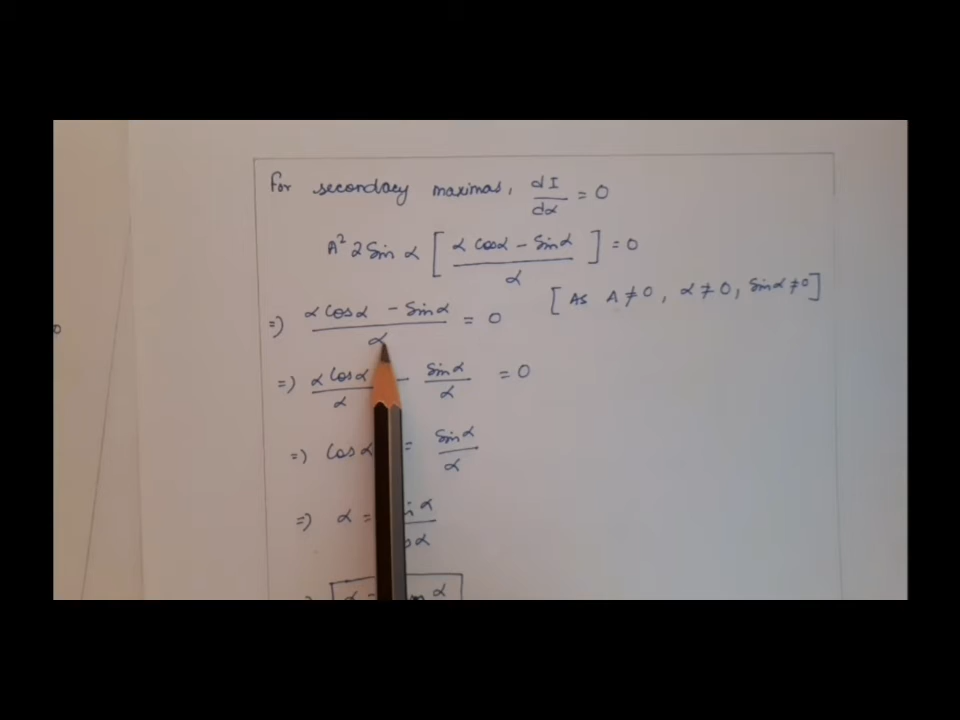 For secondary maximas, dI/dα = 0
A² 2 Sin α [ (α Cosα − Sinα) / α ] = 0
[ As A ≠ 0, α ≠ 0, Sinα ≠ 0 ]
=) (α Cosα − Sinα) / α = 0
=) α Cosα / α − Sinα / α = 0
=) Cosα = Sinα / α
=) α =
α